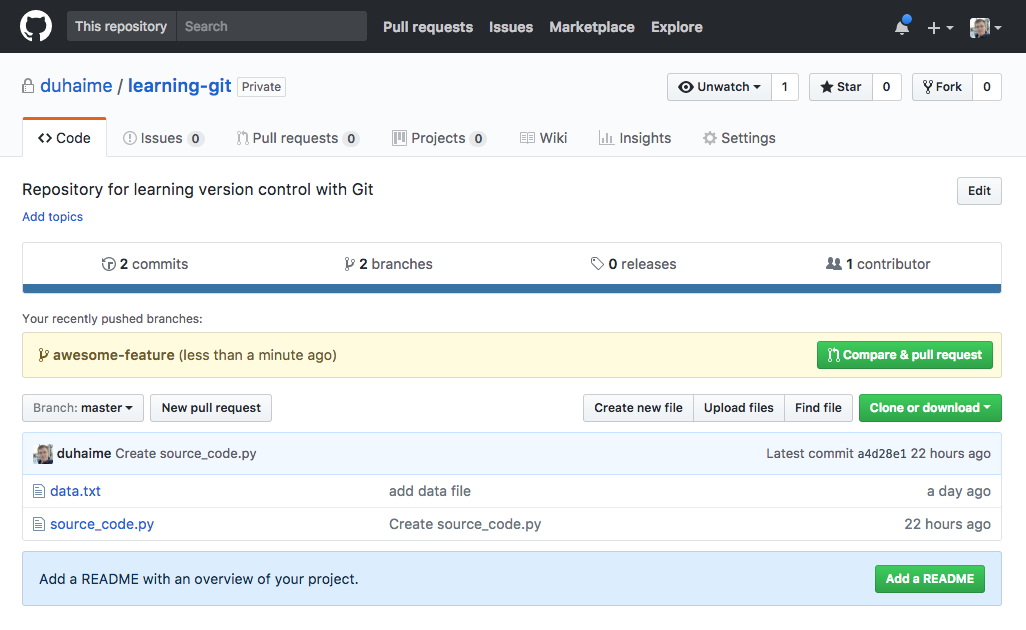 This repository Search Pull requests Issues Marketplace Explore
duhaime / learning-git Private Unwatch 1 Star 0 Fork 0
Code Issues 0 Pull requests 0 Projects 0 Wiki Insights Settings
Repository for learning version control with Git Edit
Add topics
2 commits 2 branches 0 releases 1 contributor
Your recently pushed branches:
awesome-feature (less than a minute ago) Compare & pull request
Branch: master New pull request Create new file Upload files Find file Clone or download
duhaime Create source_code.py Latest commit a4d28e1 22 hours ago
data.txt add data file a day ago
source_code.py Create source_code.py 22 hours ago
Add a README with an overview of your project. Add a README